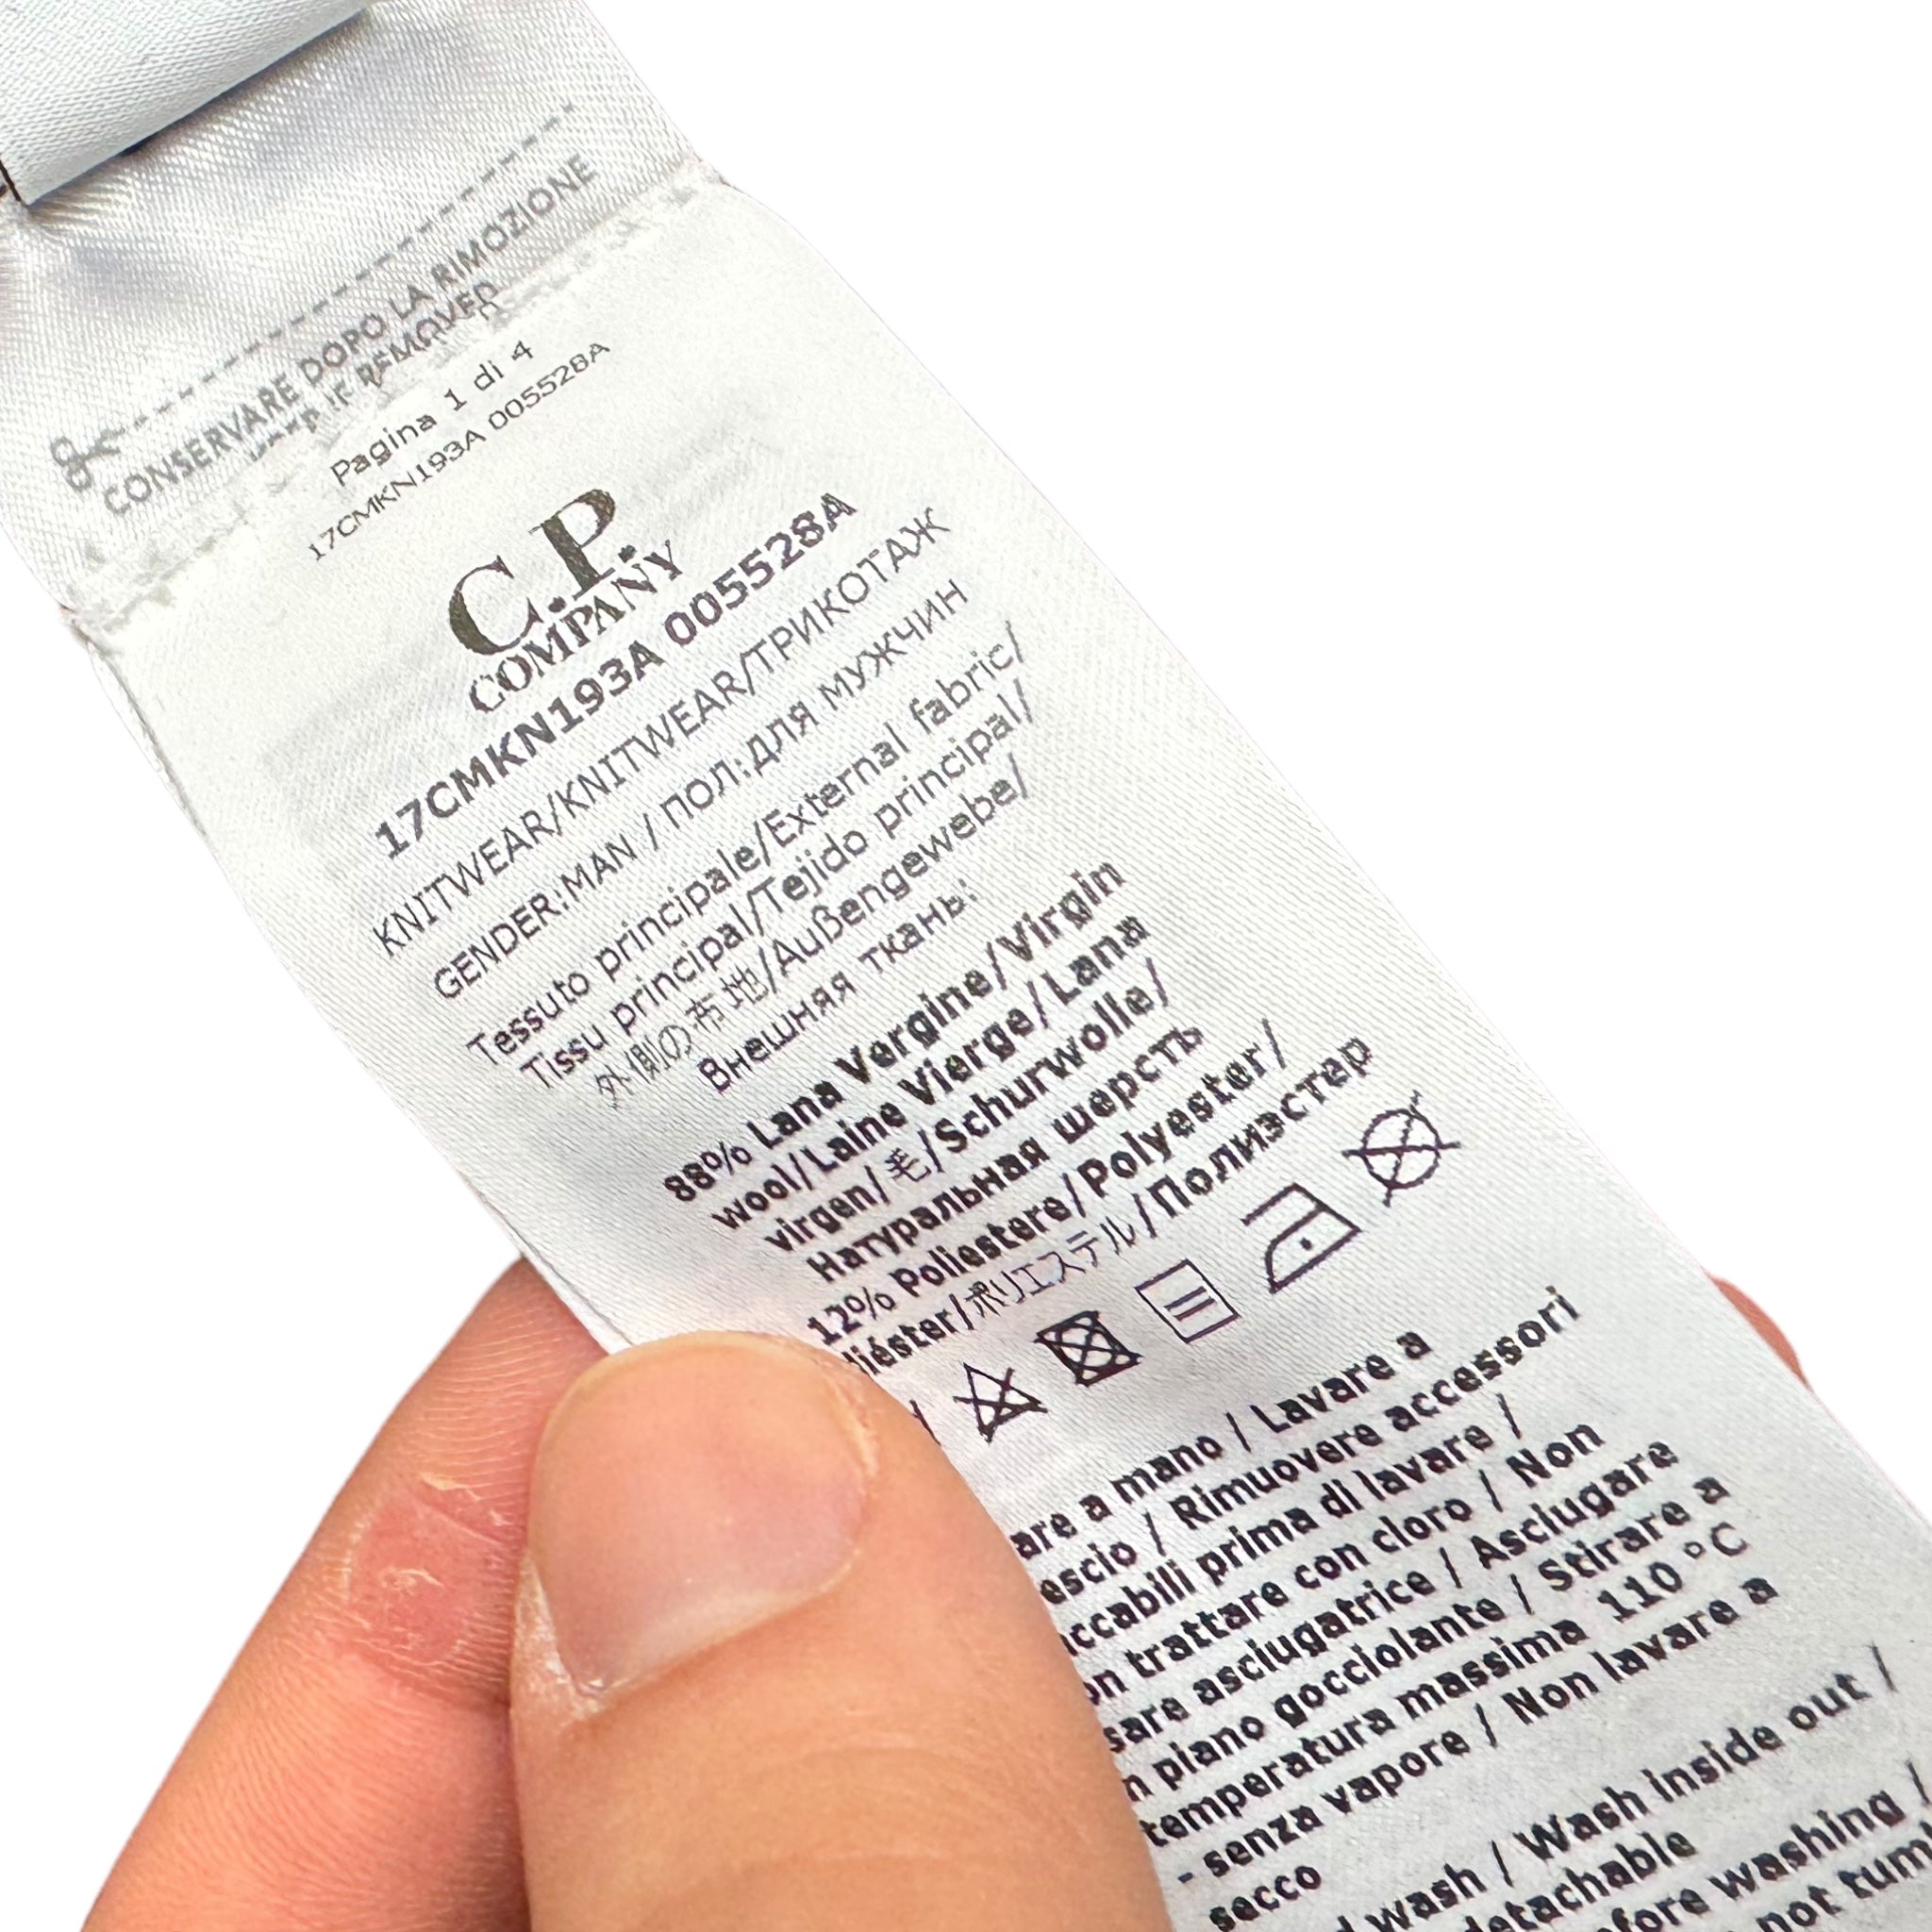 CONSERVARE DOPO LA RIMOZIONE
IF REMOVED
Pagina 1 di 4
17CMKN193A 005528A
C.P.
COMPANY
17CMKN193A 005528A
KNITWEAR/KNITWEAR/ТРИКОТАЖ
GENDER:MAN / ПОЛ:ДЛЯ МУЖЧИН
Tessuto principale/External fabric/
Tissu principal/Tejido principal/
外側の布地/Außengewebe/
Внешняя ткань:
88% Lana Vergine/Virgin
wool/Laine Vierge/Lana
virgen/毛/Schurwolle/
Натуральная шерсть
12% Poliestere/Polyester/
liéster/ポリエステル/Полиэстер
are a mano / Lavare a
escio / Rimuovere accessori
ccabili prima di lavare /
on trattare con cloro / Non
sare asciugatrice / Asciugare
n piano gocciolante / Stirare a
temperatura massima 110 °C
- senza vapore / Non lavare a
secco
wash / Wash inside out /
detachable
fore washing /
not tum